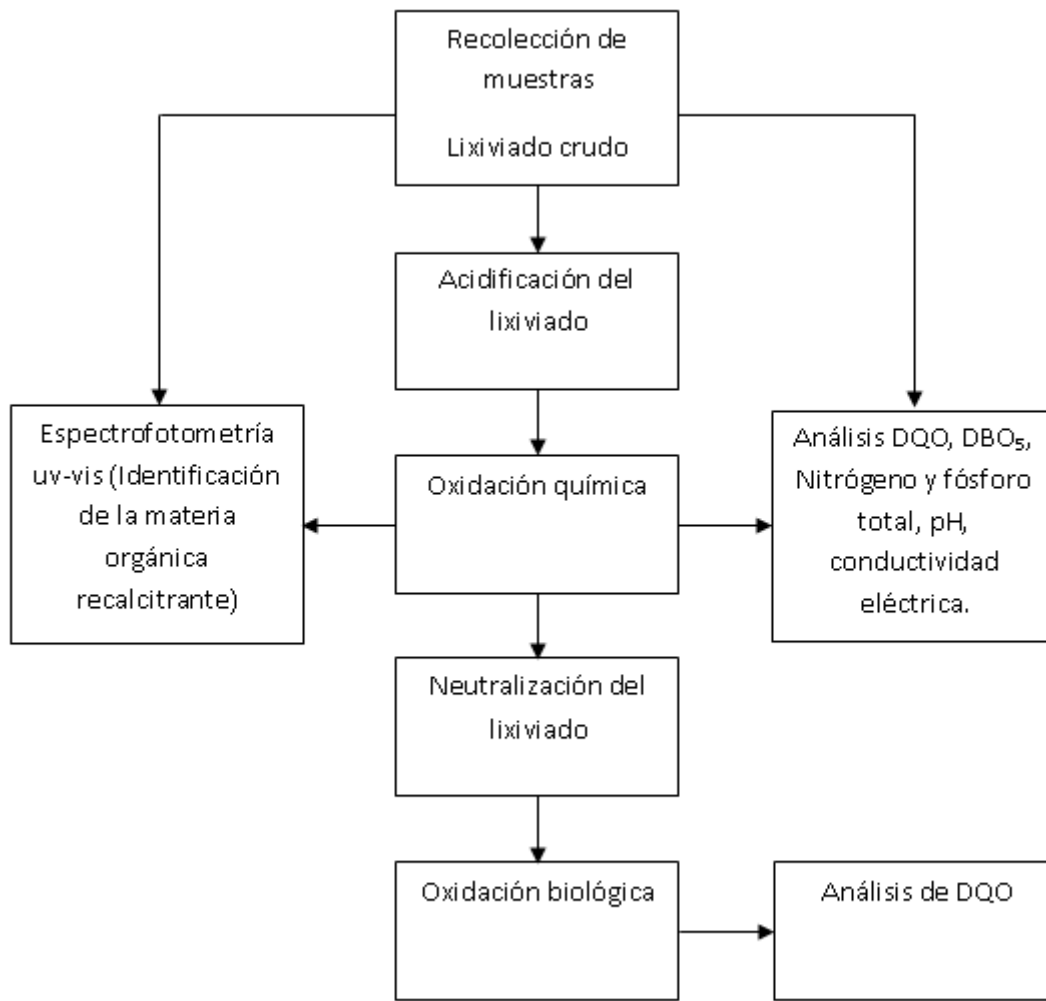 Recolección de
muestras
Lixiviado crudo
Acidificación del
lixiviado
Espectrofotometría
uv-vis (Identificación
de la materia
orgánica
recalcitrante)
Oxidación química
Análisis DQO, DBO₅,
Nitrógeno y fósforo
total, pH,
conductividad
eléctrica.
Neutralización del
lixiviado
Oxidación biológica
Análisis de DQO